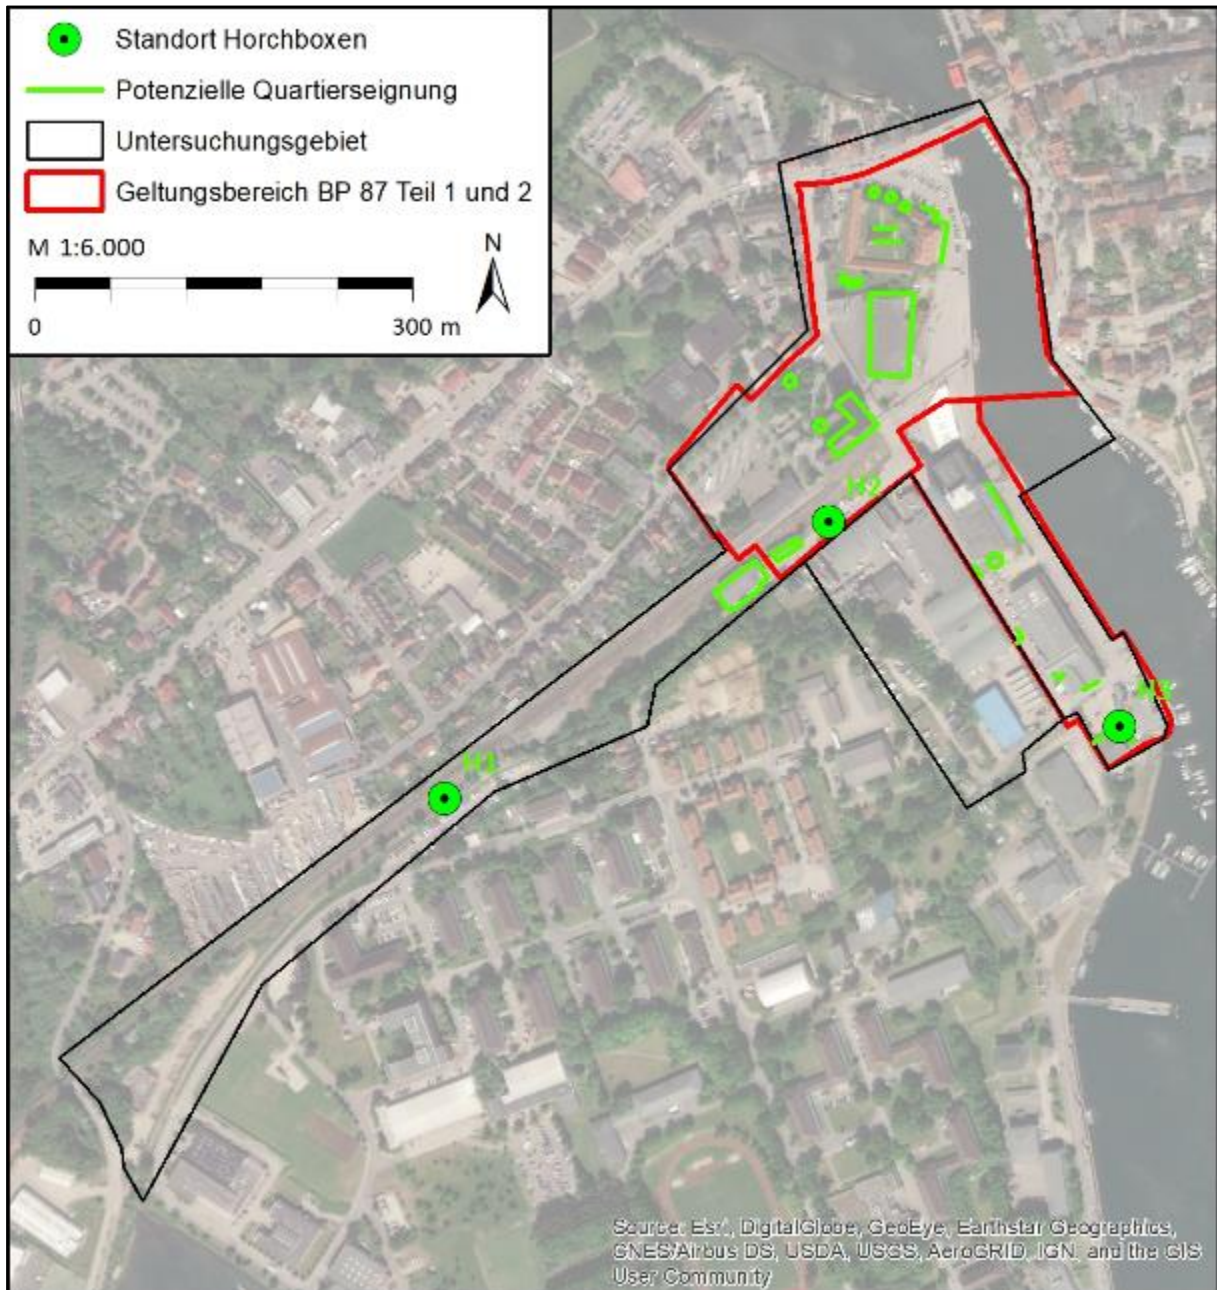 Standort Horchboxen
Potenzielle Quartierseignung
Untersuchungsgebiet
Geltungsbereich BP 87 Teil 1 und 2
M 1:6.000
N
0 300 m
H2
H3
H1
Source: Esri, DigitalGlobe, GeoEye, Earthstar Geographics,
CNES/Airbus DS, USDA, USGS, AeroGRID, IGN, and the GIS
User Community